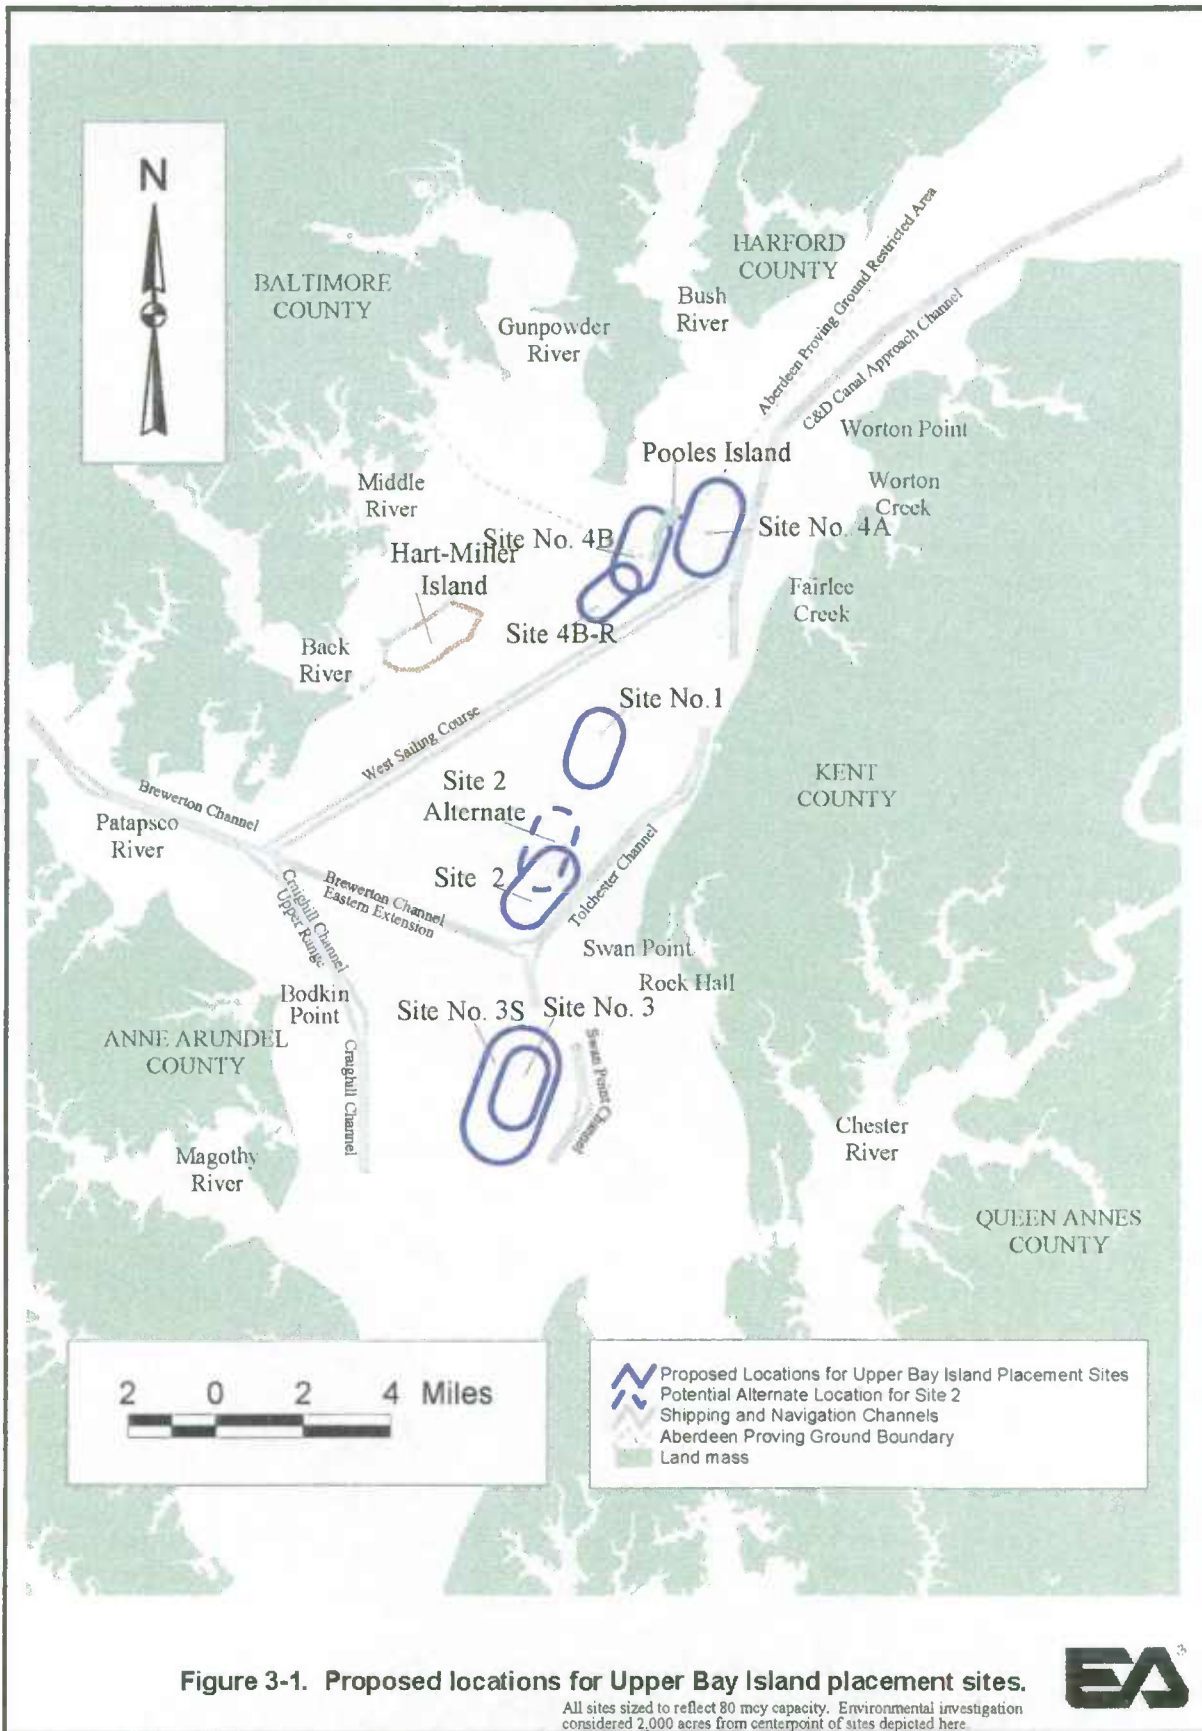 N
BALTIMORE
COUNTY
HARFORD
COUNTY
Gunpowder
River
Bush
River
Aberdeen Proving Ground Restricted Area
C&D Canal Approach Channel
Worton Point
Pooles Island
Worton
Creek
Middle
River
Site No. 4B
Site No. 4A
Hart-Miller
Island
Fairlee
Creek
Site 4B-R
Back
River
Site No.1
West Sailing Course
Site 2
Alternate
KENT
COUNTY
Brewerton Channel
Patapsco
River
Site 2
Tolchester Channel
Craighill Channel
Upper Range
Brewerton Channel
Eastern Extension
Swan Point
Rock Hall
Bodkin
Point
Site No. 3S
Site No. 3
ANNE ARUNDEL
COUNTY
Craighill Channel
Swan Point Channel
Chester
River
Magothy
River
QUEEN ANNES
COUNTY
2 0 2 4 Miles
Proposed Locations for Upper Bay Island Placement Sites
Potential Alternate Location for Site 2
Shipping and Navigation Channels
Aberdeen Proving Ground Boundary
Land mass
Figure 3-1. Proposed locations for Upper Bay Island placement sites.
All sites sized to reflect 80 mcy capacity. Environmental investigation
considered 2,000 acres from centerpoint of sites depicted here
EA